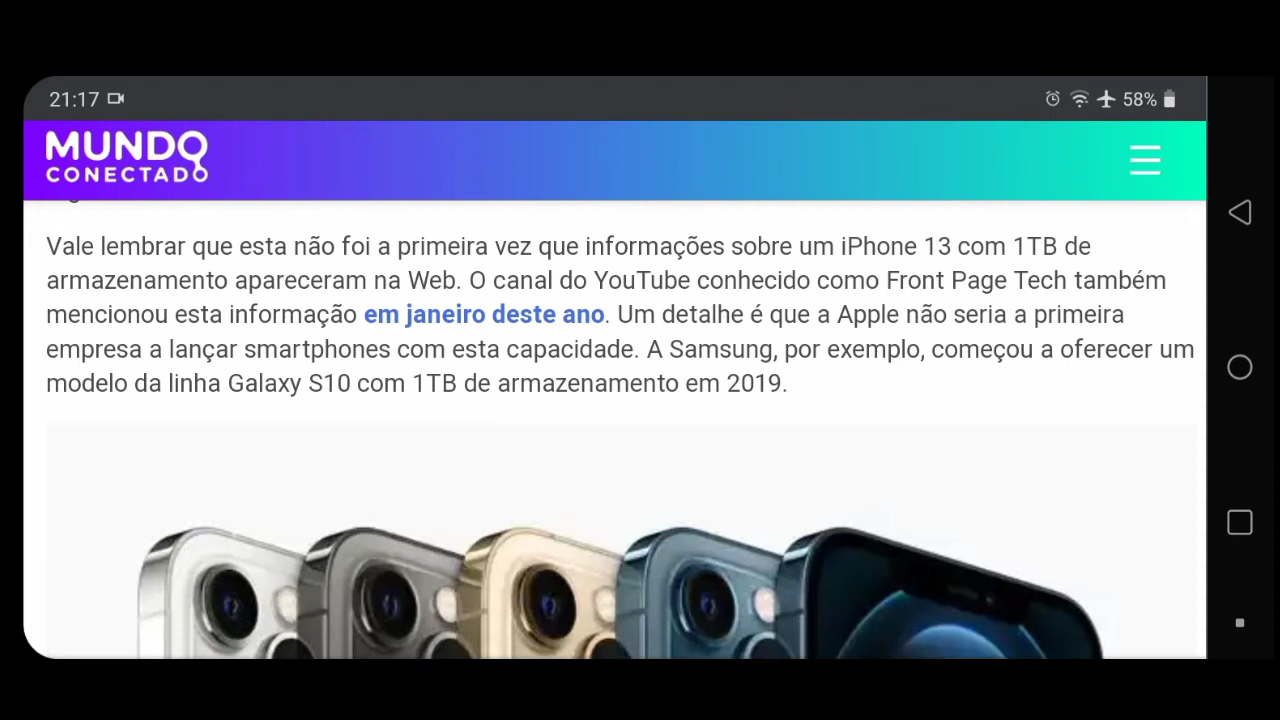 21:17
58%
MUNDO
CONECTADO
Vale lembrar que esta não foi a primeira vez que informações sobre um iPhone 13 com 1TB de
armazenamento apareceram na Web. O canal do YouTube conhecido como Front Page Tech também
mencionou esta informação em janeiro deste ano. Um detalhe é que a Apple não seria a primeira
empresa a lançar smartphones com esta capacidade. A Samsung, por exemplo, começou a oferecer um
modelo da linha Galaxy S10 com 1TB de armazenamento em 2019.